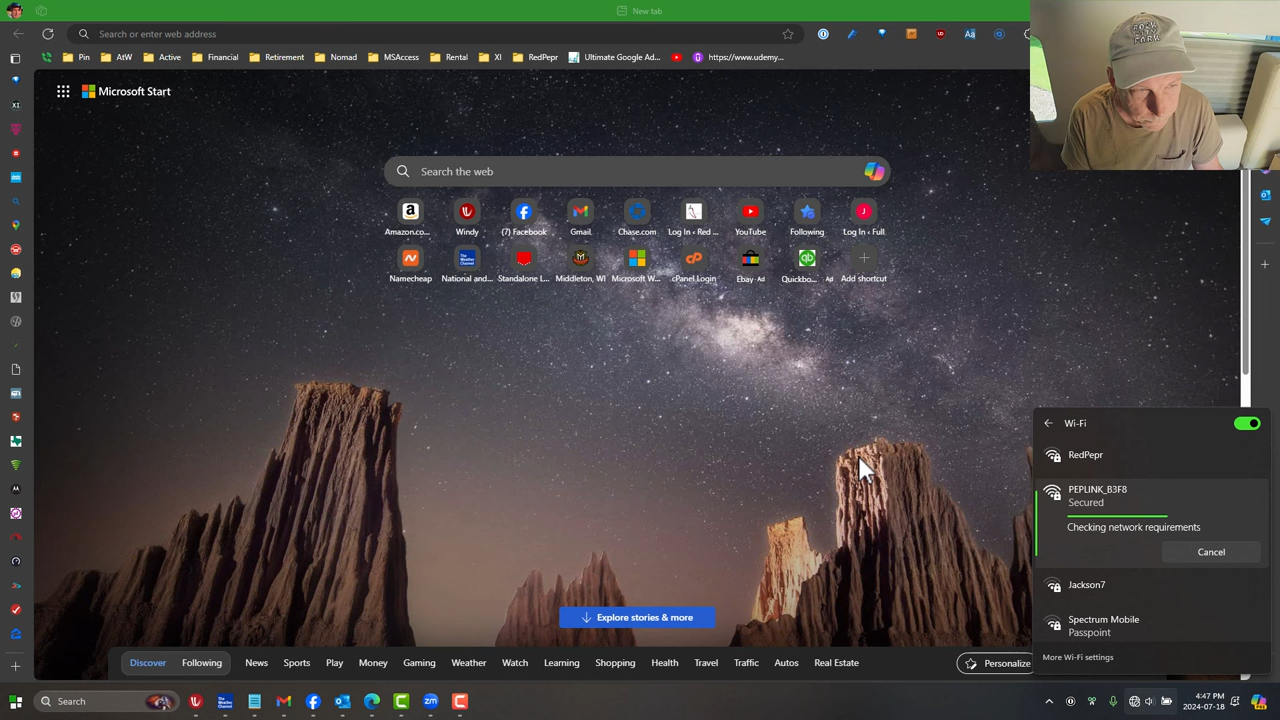 New tab
Search or enter web address
Pin
AtW
Active
Financial
Retirement
Nomad
MSAccess
Rental
XI
RedPepr
Ultimate Google Ad...
https://www.udemy...
Microsoft Start
ROCK CITY PARK
Search the web
Amazon.co...
Windy
(7) Facebook
Gmail
Chase.com
Log In ‹ Red ...
YouTube
Following
Log In ‹ Full
Namecheap
National and...
Standalone L...
Middleton, WI
Microsoft W...
cPanel Login
Ebay · Ad
Quickbo... · Ad
Add shortcut
Wi-Fi
RedPepr
PEPLINK_B3F8
Secured
Checking network requirements
Cancel
Jackson7
Spectrum Mobile
Passpoint
More Wi-Fi settings
Explore stories & more
Discover
Following
News
Sports
Play
Money
Gaming
Weather
Watch
Learning
Shopping
Health
Travel
Traffic
Autos
Real Estate
Personalize
Search
4:47 PM
2024-07-18